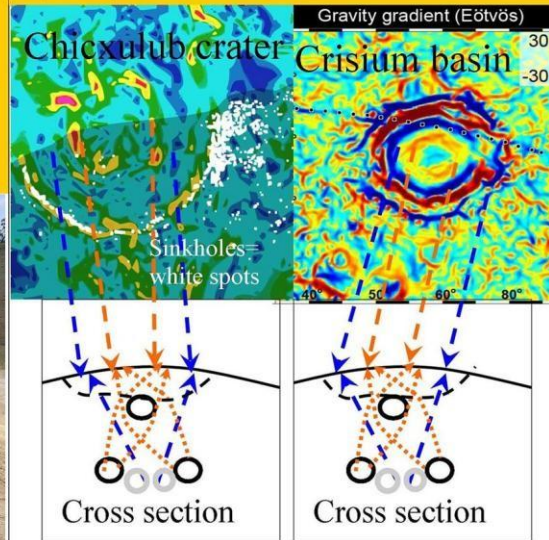 Gravity gradient (Eötvös)
Chicxulub crater
Crisium basin
30
-30
Sinkholes=
white spots
40° 50° 60° 80°
Cross section
Cross section